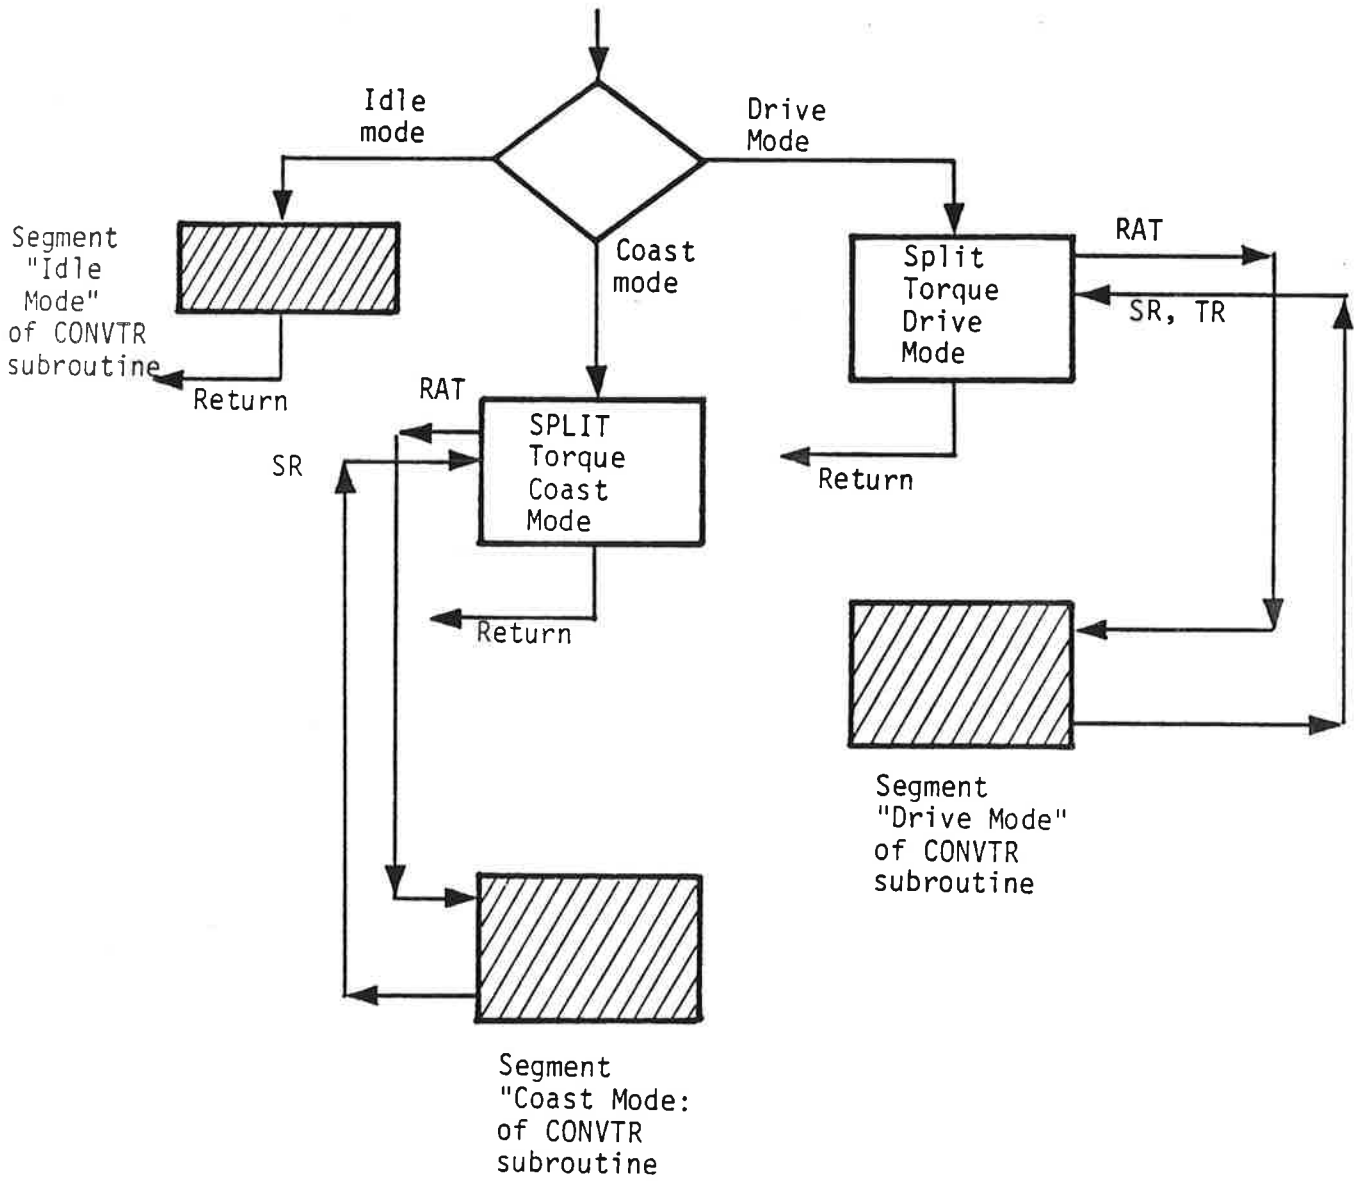 Idle
mode
Drive
Mode
Segment
"Idle
Mode"
of CONVTR
subroutine
Return
Coast
mode
Split
Torque
Drive
Mode
RAT
SR, TR
Return
RAT
SR
SPLIT
Torque
Coast
Mode
Return
Segment
"Drive Mode"
of CONVTR
subroutine
Segment
"Coast Mode:
of CONVTR
subroutine